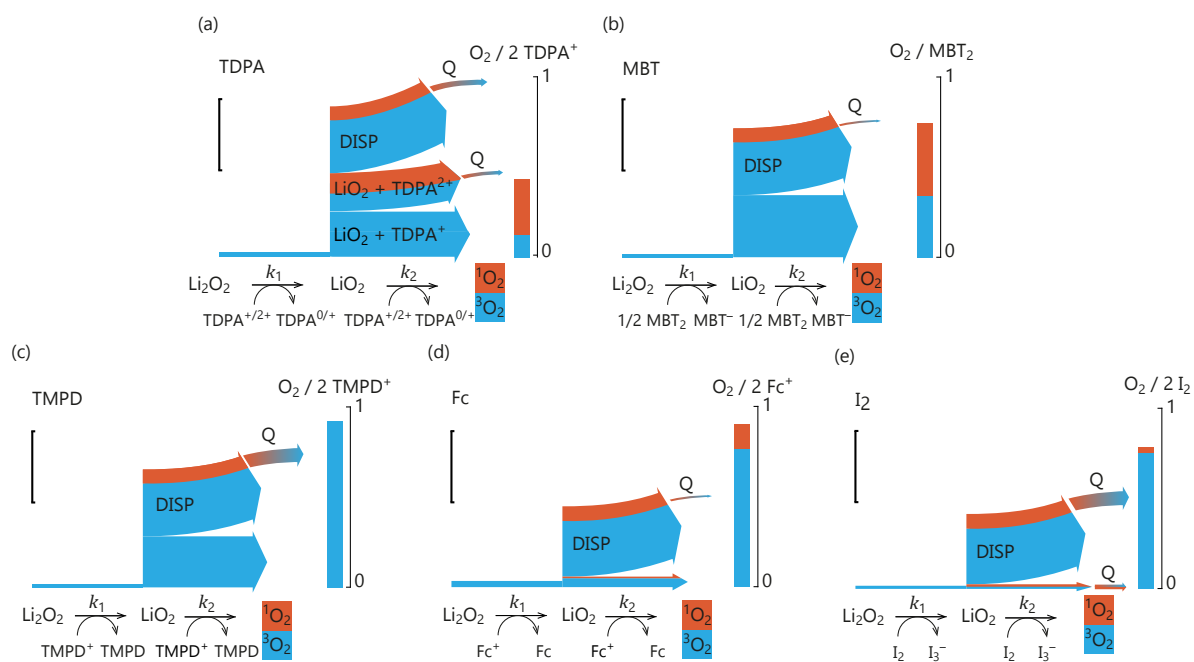 (a)
TDPA
Q
O₂ / 2 TDPA⁺
1
DISP
Q
LiO₂ + TDPA²⁺
LiO₂ + TDPA⁺
0
Li₂O₂ k₁ LiO₂ k₂ ¹O₂
³O₂
TDPA⁺/²⁺ TDPA⁰/⁺ TDPA⁺/²⁺ TDPA⁰/⁺
(b)
MBT
Q
O₂ / MBT₂
1
DISP
0
Li₂O₂ k₁ LiO₂ k₂ ¹O₂
³O₂
1/2 MBT₂ MBT⁻ 1/2 MBT₂ MBT⁻
(c)
TMPD
O₂ / 2 TMPD⁺
1
Q
DISP
0
Li₂O₂ k₁ LiO₂ k₂ ¹O₂
³O₂
TMPD⁺ TMPD TMPD⁺ TMPD
(d)
Fc
O₂ / 2 Fc⁺
1
Q
DISP
0
Li₂O₂ k₁ LiO₂ k₂ ¹O₂
³O₂
Fc⁺ Fc Fc⁺ Fc
(e)
I₂
O₂ / 2 I₂
1
Q
DISP
Q
0
Li₂O₂ k₁ LiO₂ k₂ ¹O₂
³O₂
I₂ I₃⁻ I₂ I₃⁻